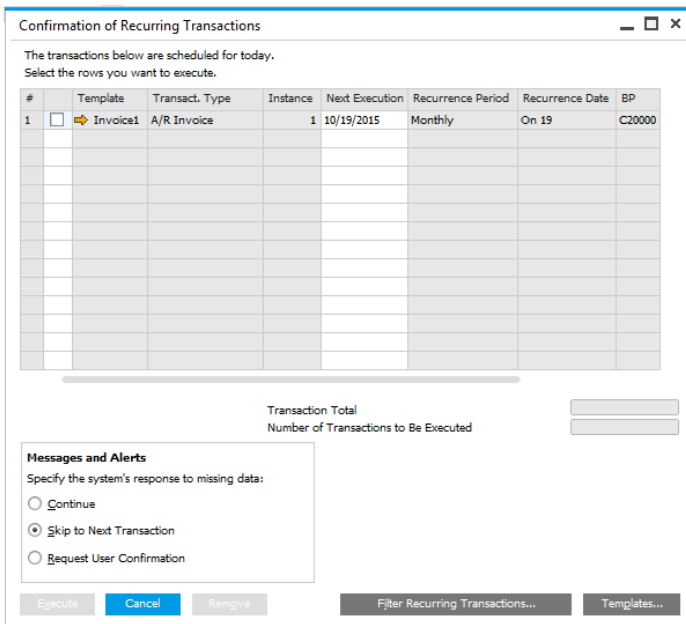 Confirmation of Recurring Transactions
The transactions below are scheduled for today.
Select the rows you want to execute.
# Template Transact. Type Instance Next Execution Recurrence Period Recurrence Date BP
1 Invoice1 A/R Invoice 1 10/19/2015 Monthly On 19 C20000
Transaction Total
Number of Transactions to Be Executed
Messages and Alerts
Specify the system's response to missing data:
Continue
Skip to Next Transaction
Request User Confirmation
Execute Cancel Remove Filter Recurring Transactions... Templates...